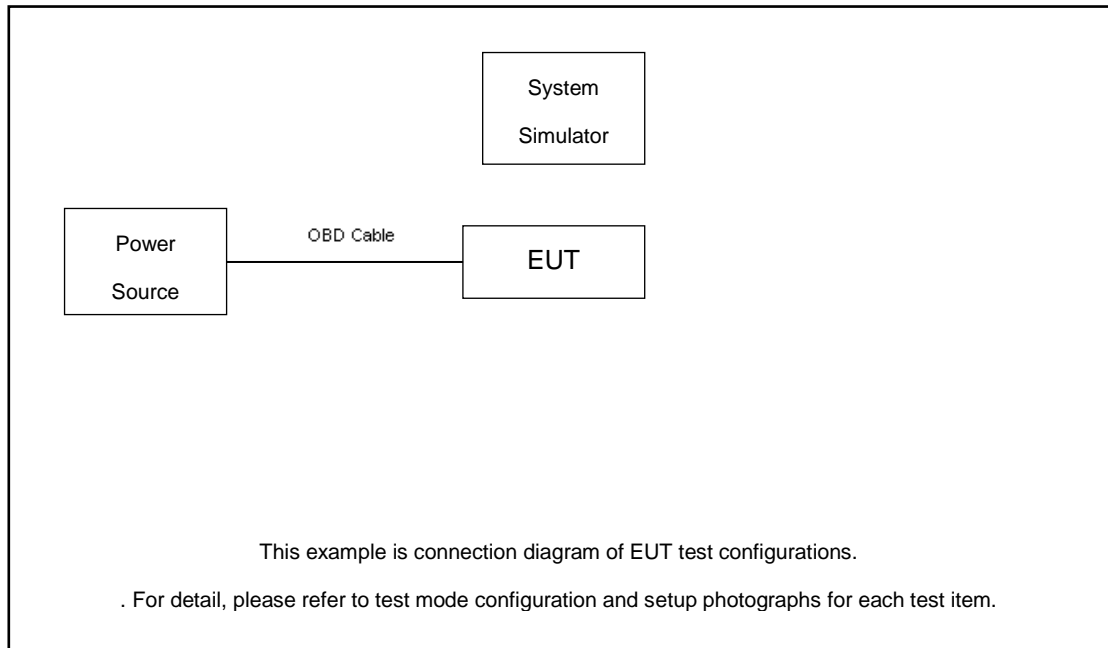 System
Simulator
Power
Source
OBD Cable
EUT
This example is connection diagram of EUT test configurations.
. For detail, please refer to test mode configuration and setup photographs for each test item.